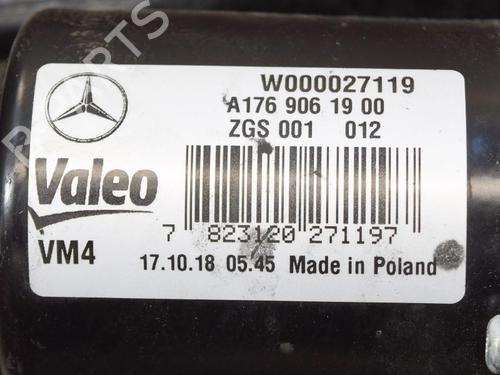 W000027119
A176 906 19 00
ZGS 001 012
Valeo
7 823120 271197
VM4
17.10.18 05.45 Made in Poland